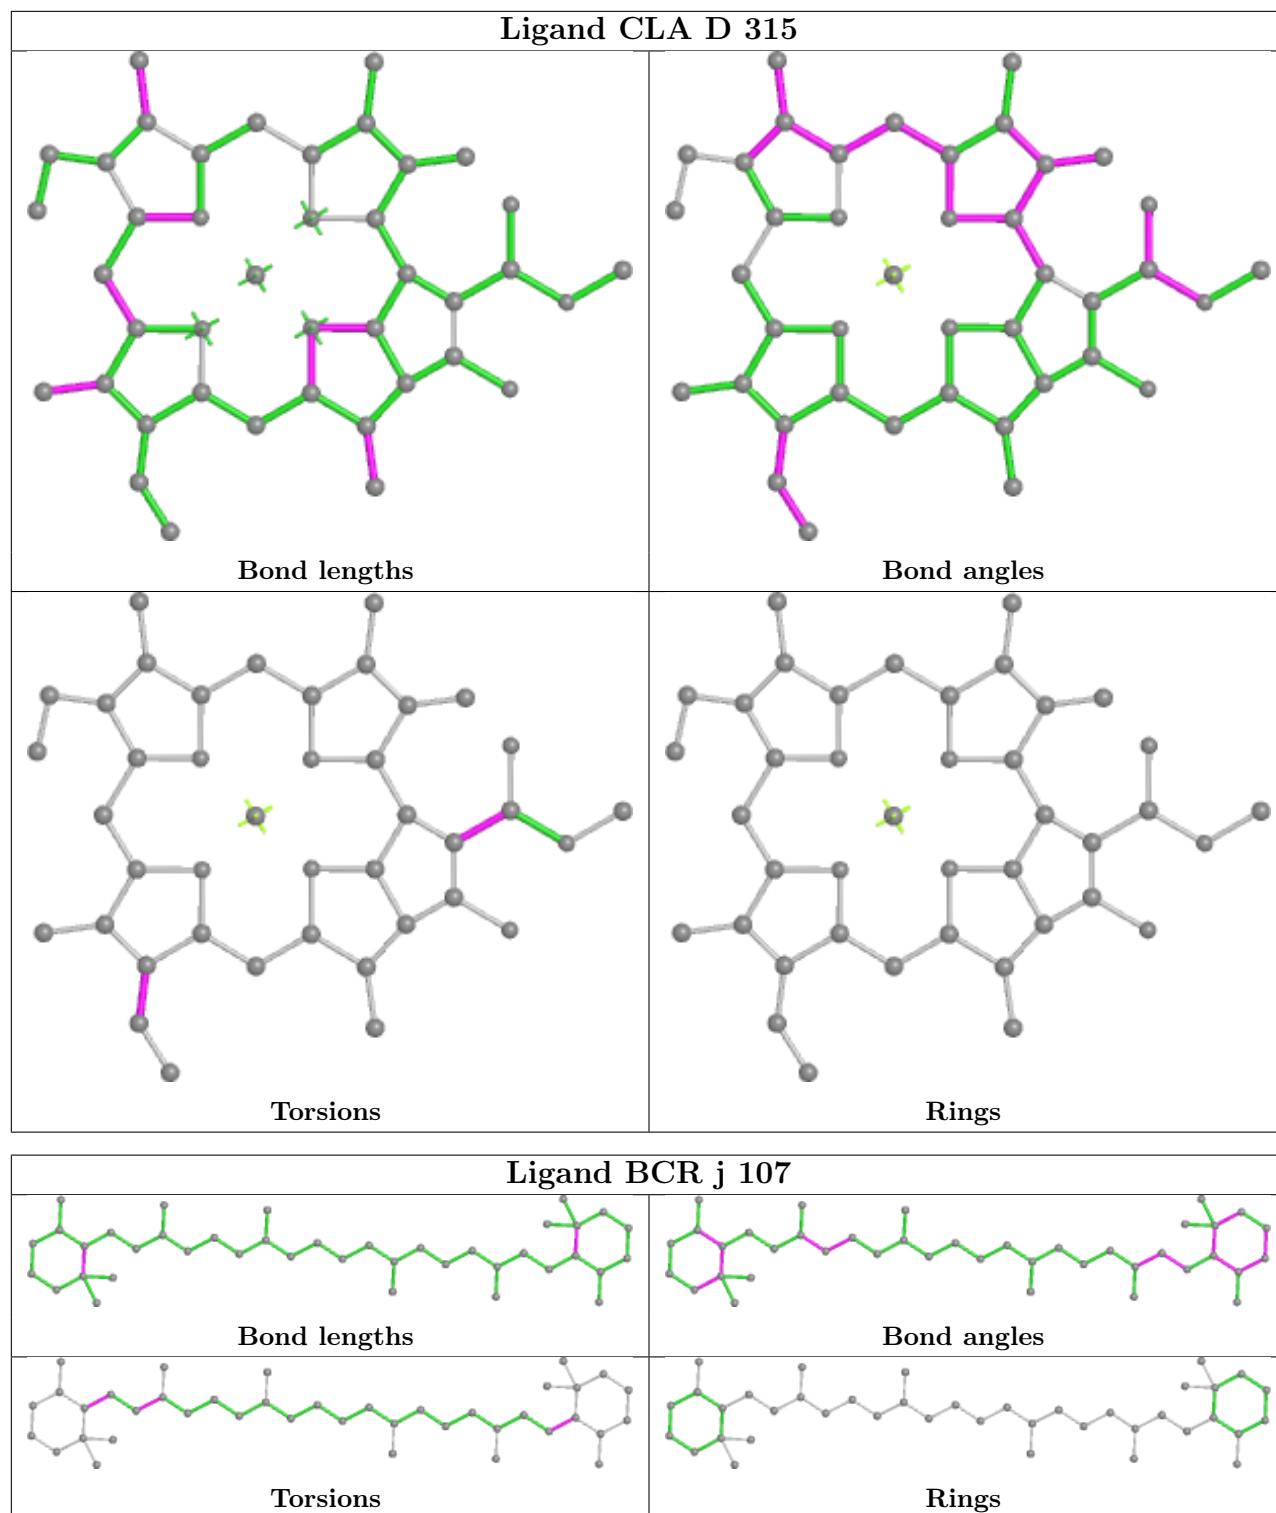 Ligand CLA D 315
Bond lengths
Bond angles
Torsions
Rings
Ligand BCR j 107
Bond lengths
Bond angles
Torsions
Rings